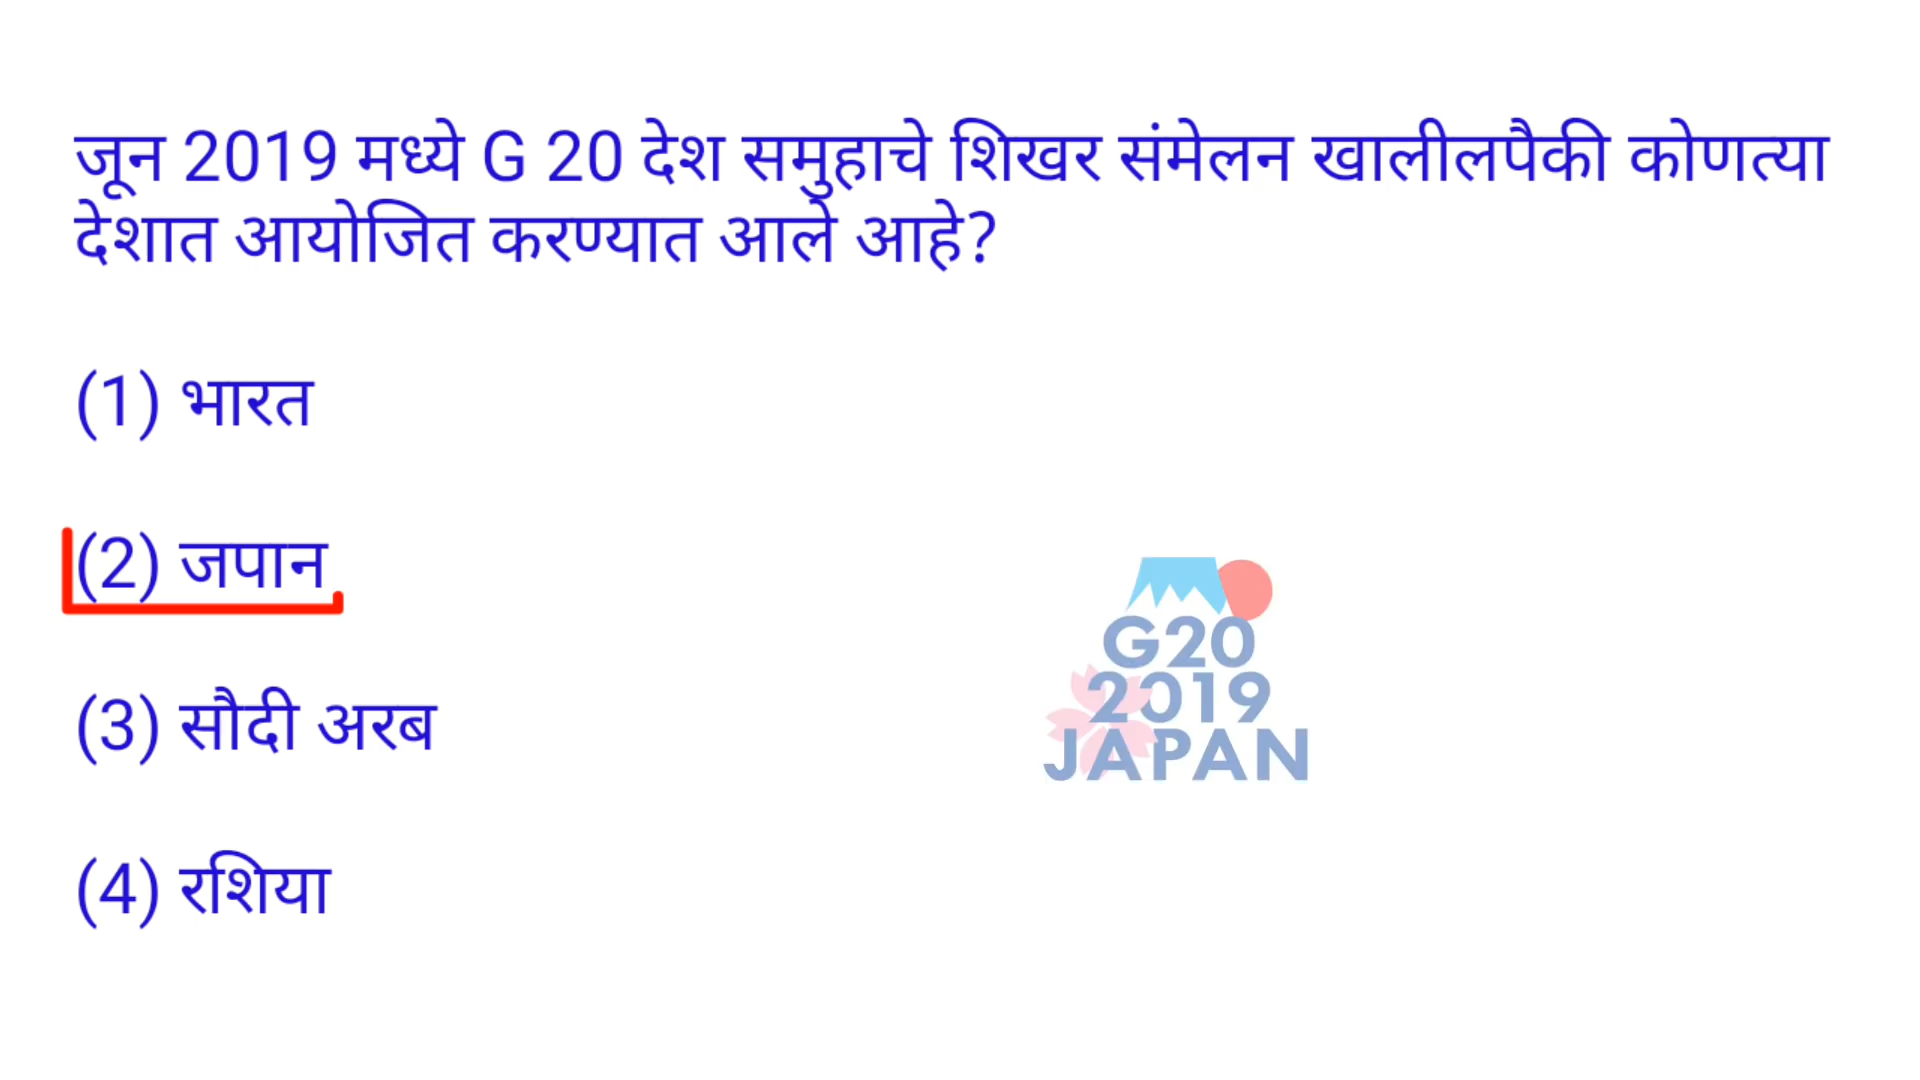 जून 2019 मध्ये G 20 देश समुहाचे शिखर संमेलन खालीलपैकी कोणत्या
देशात आयोजित करण्यात आले आहे?
(1) भारत
(2) जपान
(3) सौदी अरब
(4) रशिया
G20
2019
JAPAN